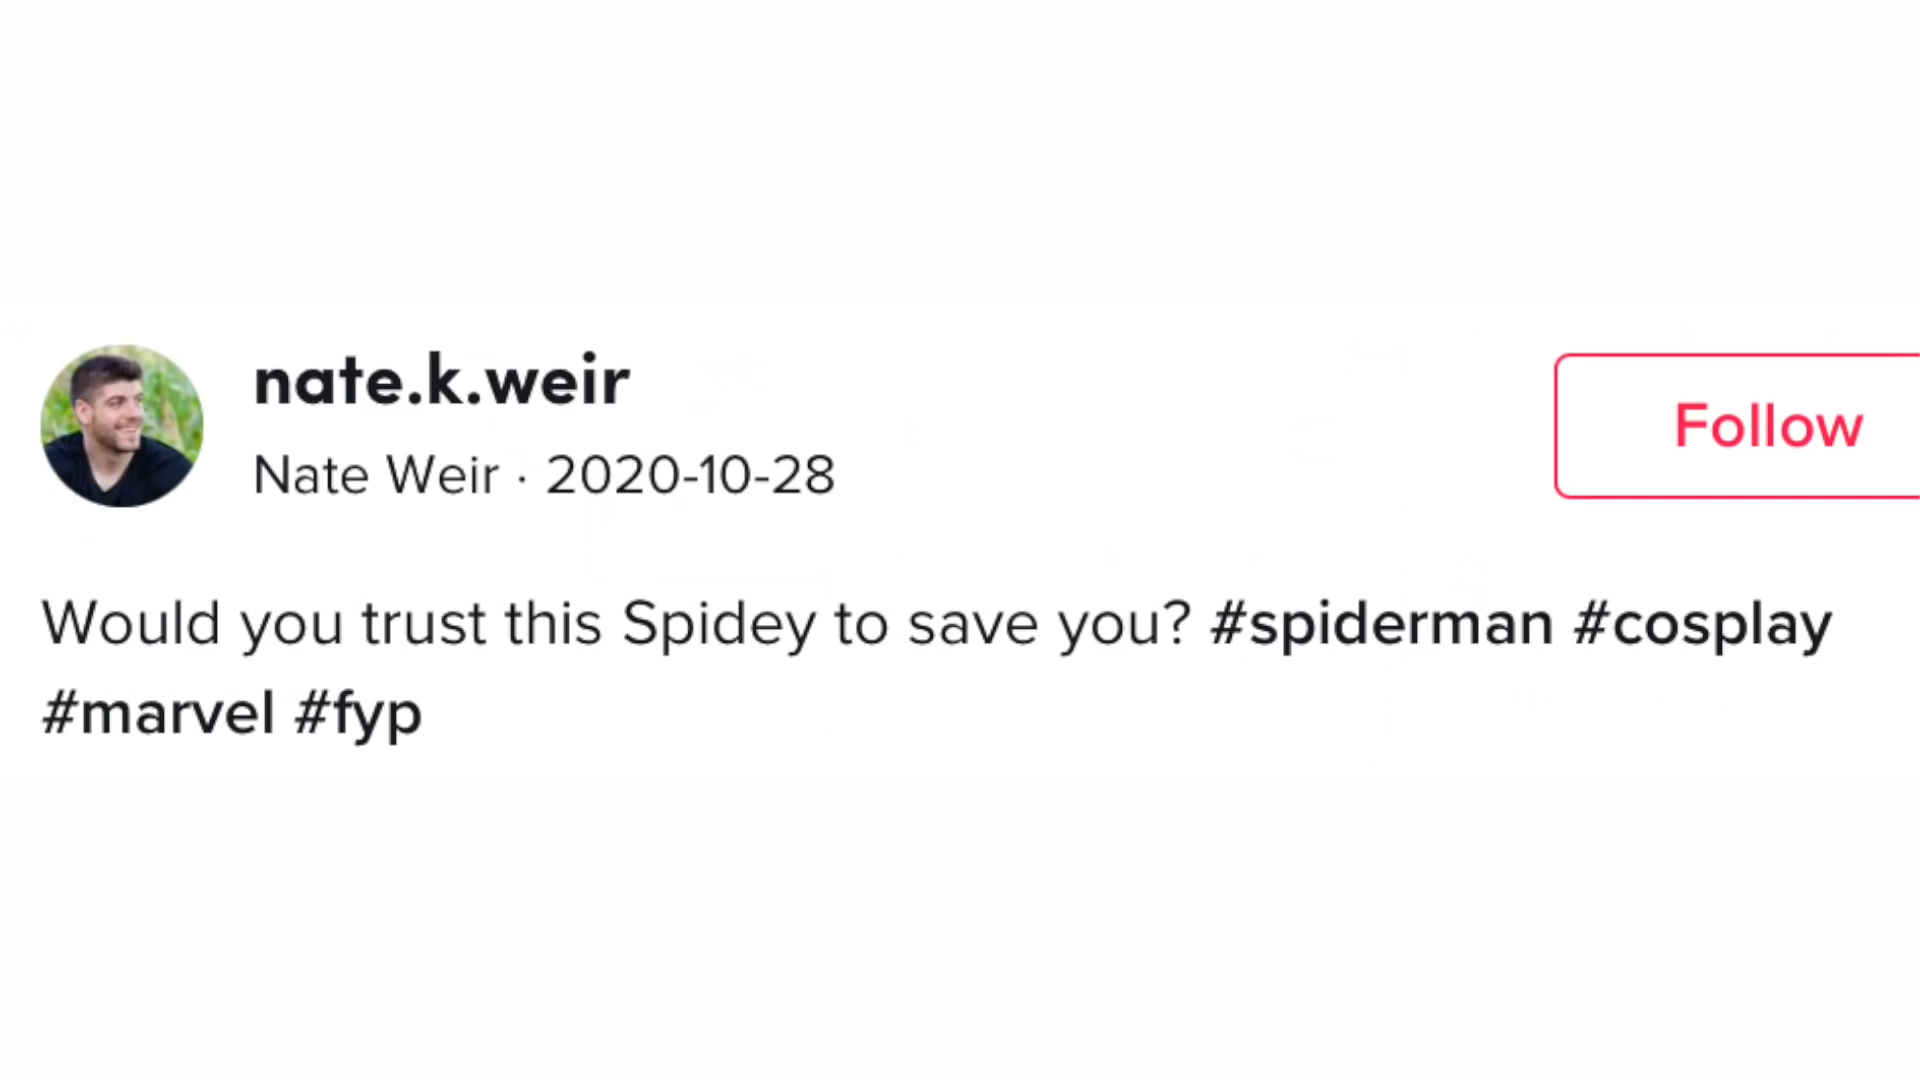 nate.k.weir
Nate Weir · 2020-10-28
Follow
Would you trust this Spidey to save you? #spiderman #cosplay
#marvel #fyp